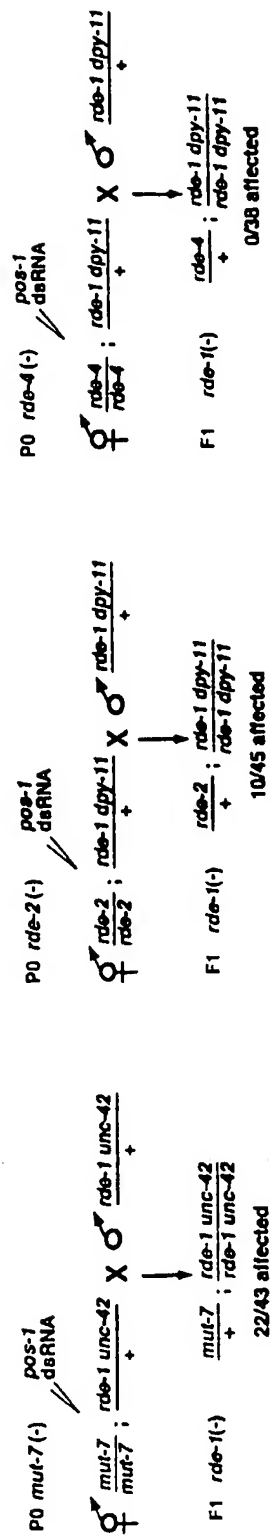 P0 mut-7 (-)
pos-1
dsRNA
mut-7
mut-7
;
rde-1 unc-42
+
X
rde-1 unc-42
+
F1 rde-1(-)
mut-7
+
;
rde-1 unc-42
rde-1 unc-42
22/43 affected
P0 rde-2 (-)
pos-1
dsRNA
rde-2
rde-2
;
rde-1 dpy-11
+
X
rde-1 dpy-11
+
F1 rde-1(-)
rde-2
+
;
rde-1 dpy-11
rde-1 dpy-11
10/45 affected
P0 rde-4 (-)
pos-1
dsRNA
rde-4
rde-4
;
rde-1 dpy-11
+
X
rde-1 dpy-11
+
F1 rde-1(-)
rde-4
+
;
rde-1 dpy-11
rde-1 dpy-11
0/38 affected